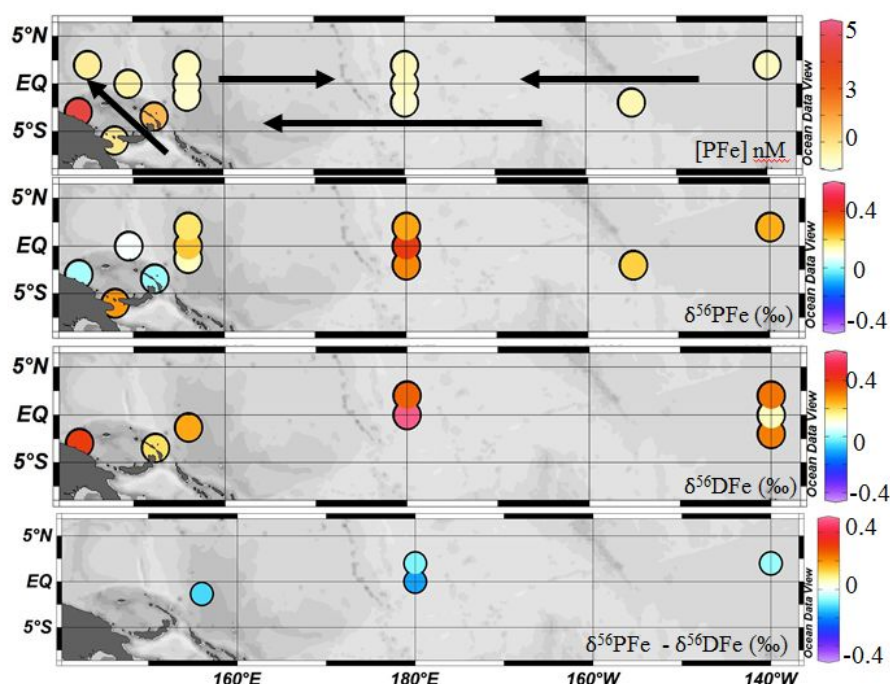 5°N
EQ
5°S
[PFe] nM
Ocean Data View
5
3
0
5°N
EQ
5°S
δ⁵⁶PFe (‰)
Ocean Data View
0.4
0
-0.4
5°N
EQ
5°S
δ⁵⁶DFe (‰)
Ocean Data View
0.4
0
-0.4
5°N
EQ
5°S
δ⁵⁶PFe - δ⁵⁶DFe (‰)
Ocean Data View
0.4
0
-0.4
160°E 180°E 160°W 140°W